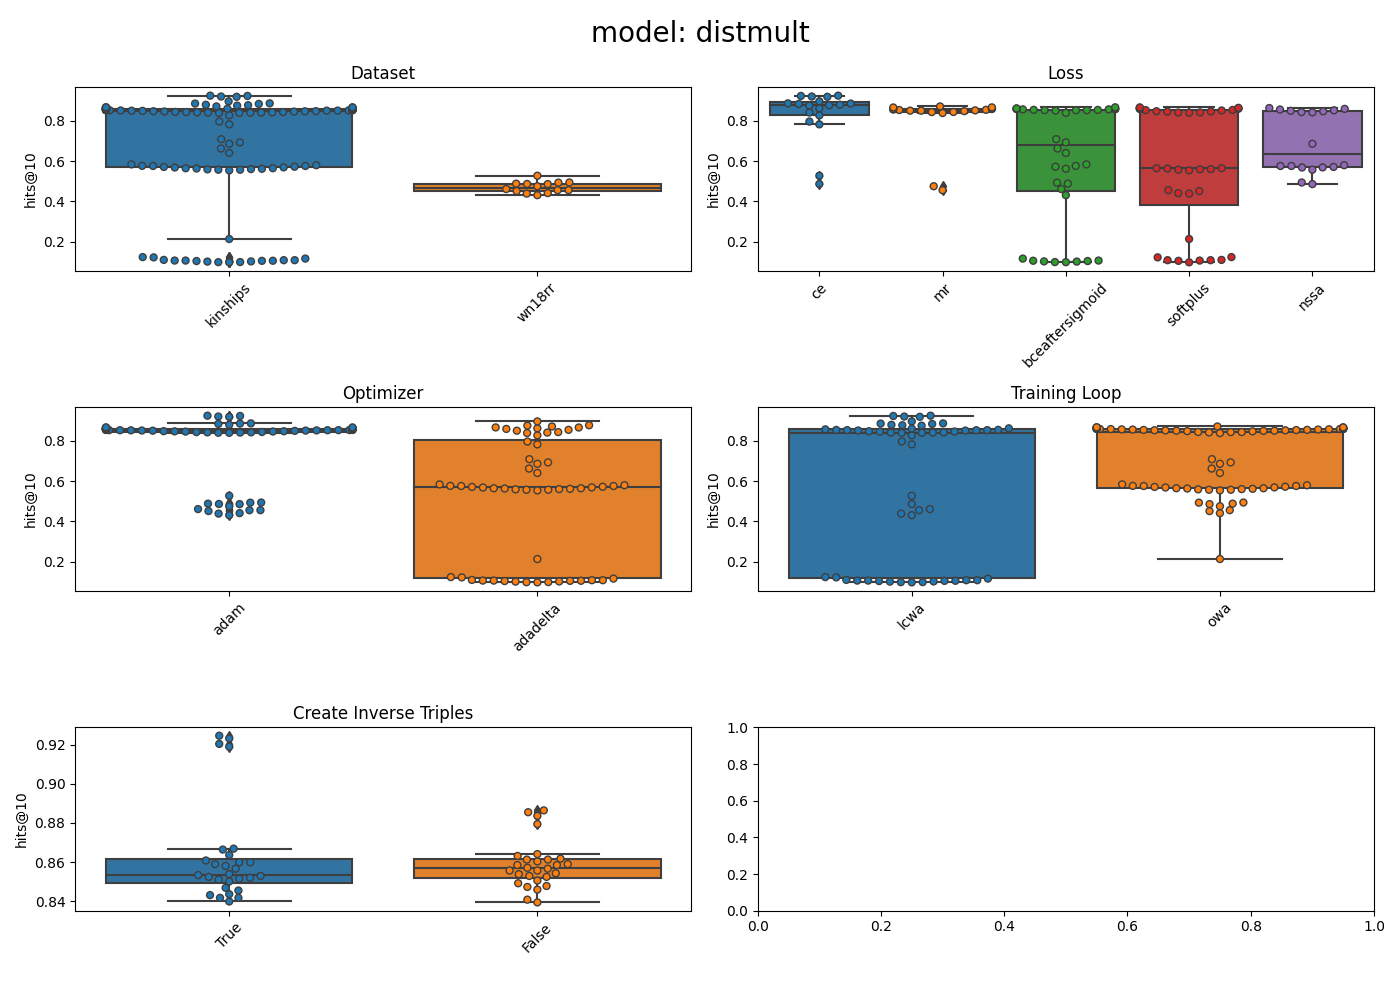 model: distmult
Dataset
hits@10
0.8
0.6
0.4
0.2
kinships
wn18rr
Loss
hits@10
0.8
0.6
0.4
0.2
ce
mr
bceaftersigmoid
softplus
nssa
Optimizer
hits@10
0.8
0.6
0.4
0.2
adam
adadelta
Training Loop
hits@10
0.8
0.6
0.4
0.2
lcwa
owa
Create Inverse Triples
hits@10
0.92
0.90
0.88
0.86
0.84
True
False
1.0
0.8
0.6
0.4
0.2
0.0
0.0 0.2 0.4 0.6 0.8 1.0